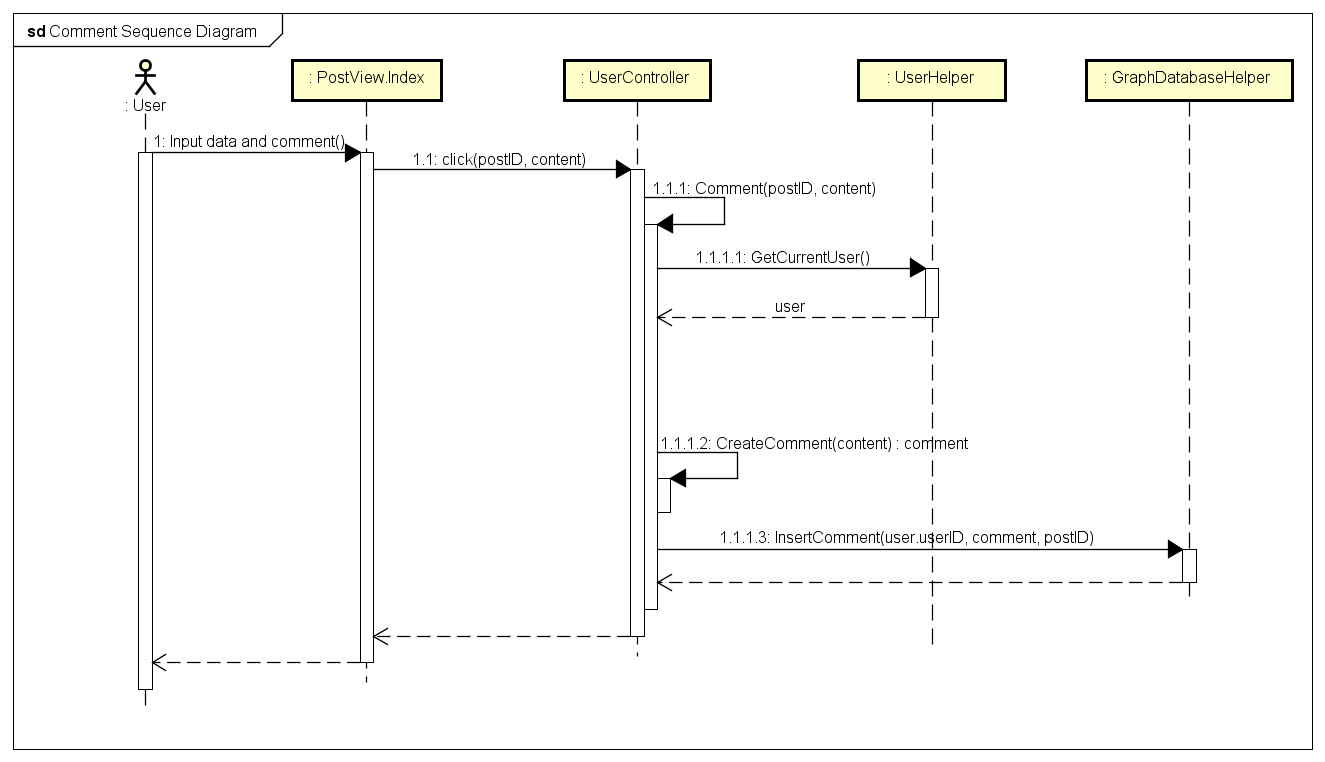 sd Comment Sequence Diagram
: User
: PostView.Index
: UserController
: UserHelper
: GraphDatabaseHelper
1: Input data and comment()
1.1: click(postID, content)
1.1.1: Comment(postID, content)
1.1.1.1: GetCurrentUser()
user
1.1.1.2: CreateComment(content) : comment
1.1.1.3: InsertComment(user.userID, comment, postID)